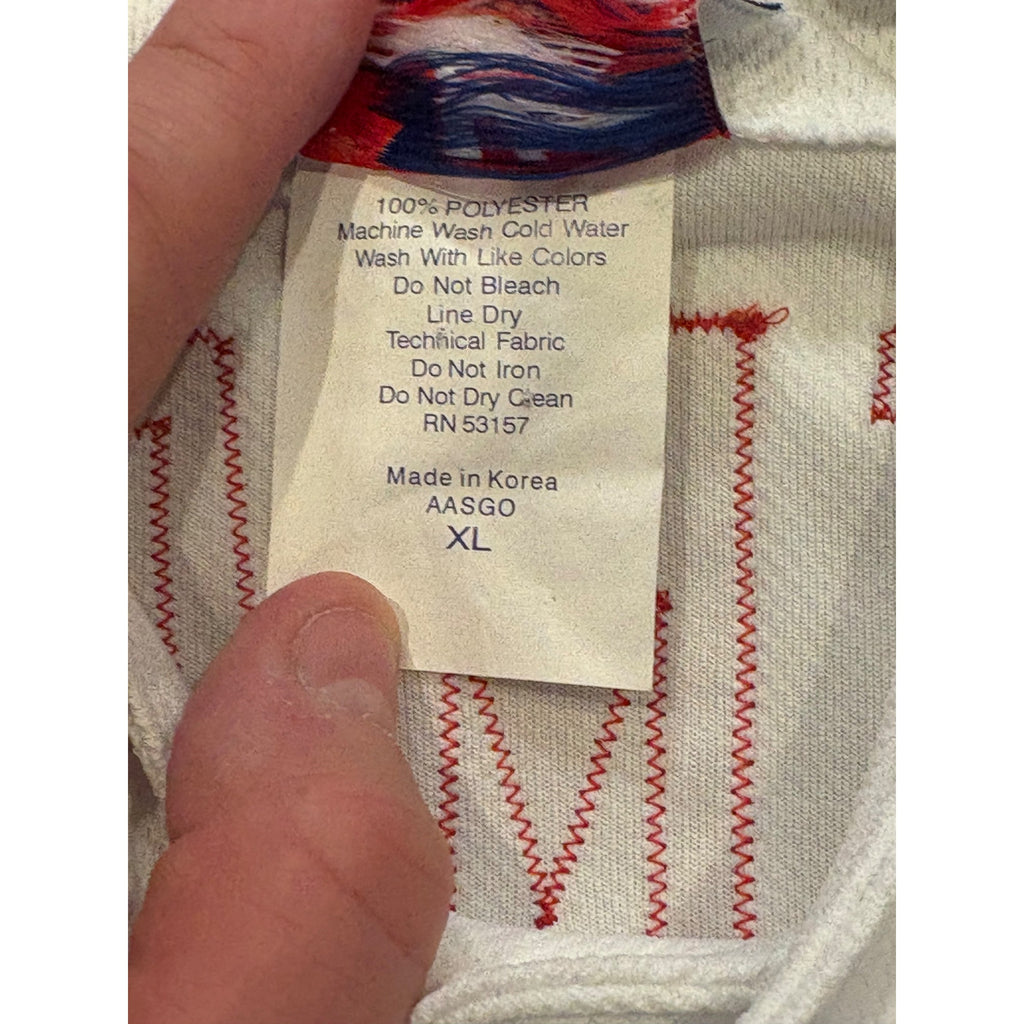 100% POLYESTER
Machine Wash Cold Water
Wash With Like Colors
Do Not Bleach
Line Dry
Technical Fabric
Do Not Iron
Do Not Dry Clean
RN 53157
Made in Korea
AASGO
XL